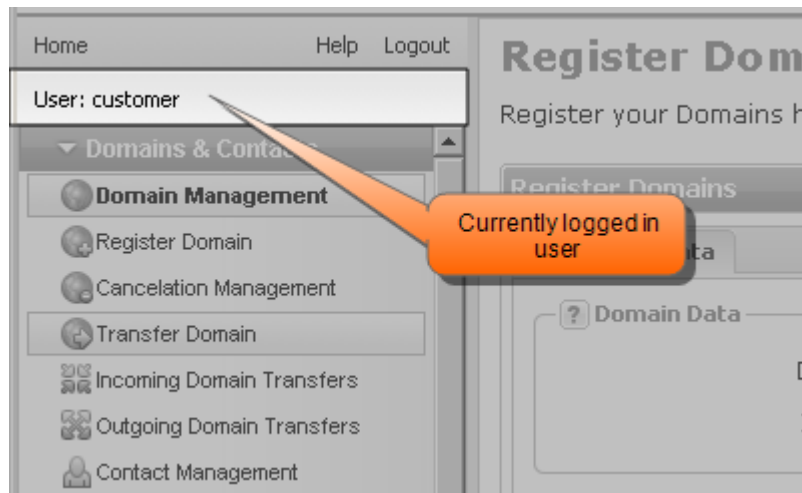 Home Help Logout
User: customer
Domains & Contacts
Domain Management
Register Domain
Cancelation Management
Transfer Domain
Incoming Domain Transfers
Outgoing Domain Transfers
Contact Management
Register Dom
Register your Domains h
Register Domains
Currently logged in
user
ta
? Domain Data